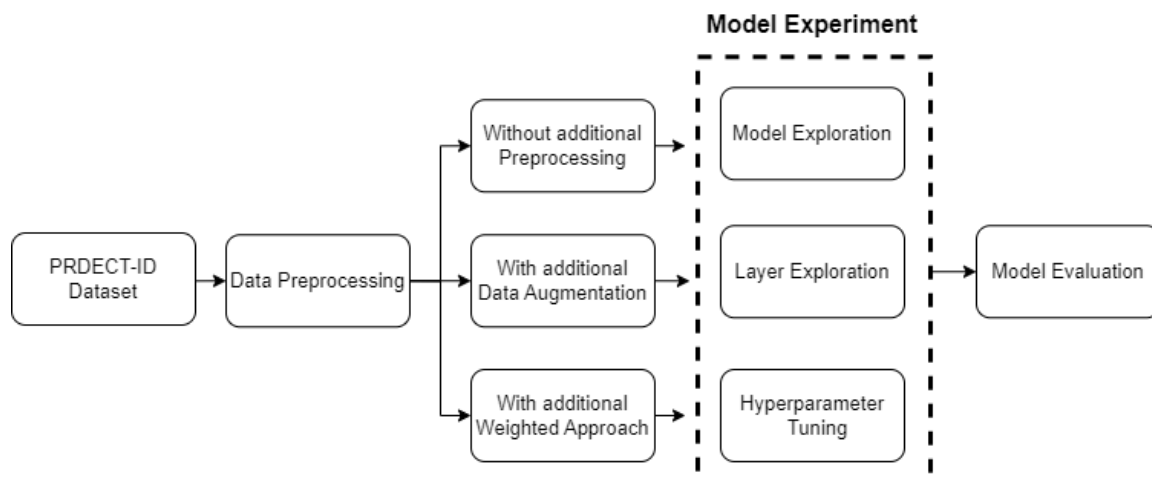 Model Experiment
Without additional
Preprocessing
Model Exploration
PRDECT-ID
Dataset
Data Preprocessing
With additional
Data Augmentation
Layer Exploration
Model Evaluation
With additional
Weighted Approach
Hyperparameter
Tuning